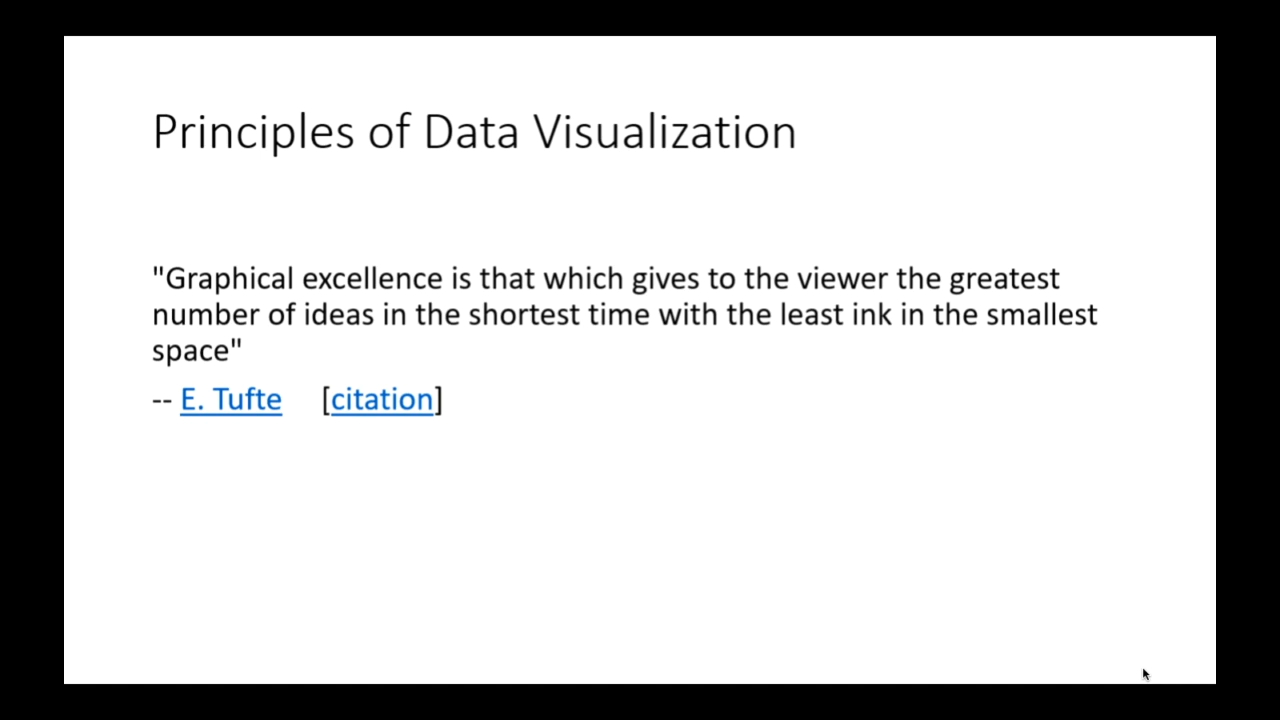 Principles of Data Visualization
"Graphical excellence is that which gives to the viewer the greatest
number of ideas in the shortest time with the least ink in the smallest
space"
-- E. Tufte [citation]